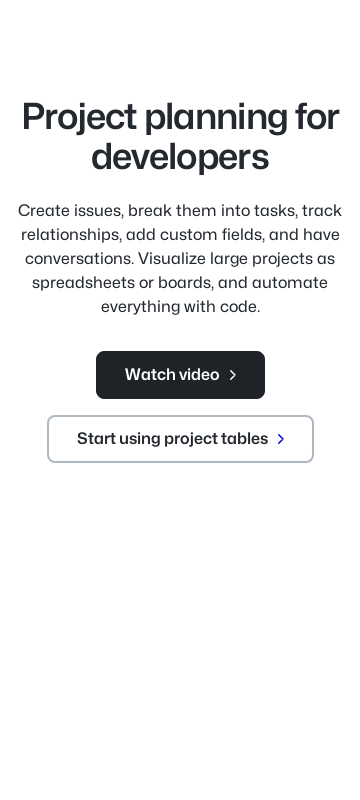 Project planning for
developers
Create issues, break them into tasks, track
relationships, add custom fields, and have
conversations. Visualize large projects as
spreadsheets or boards, and automate
everything with code.
Watch video
Start using project tables